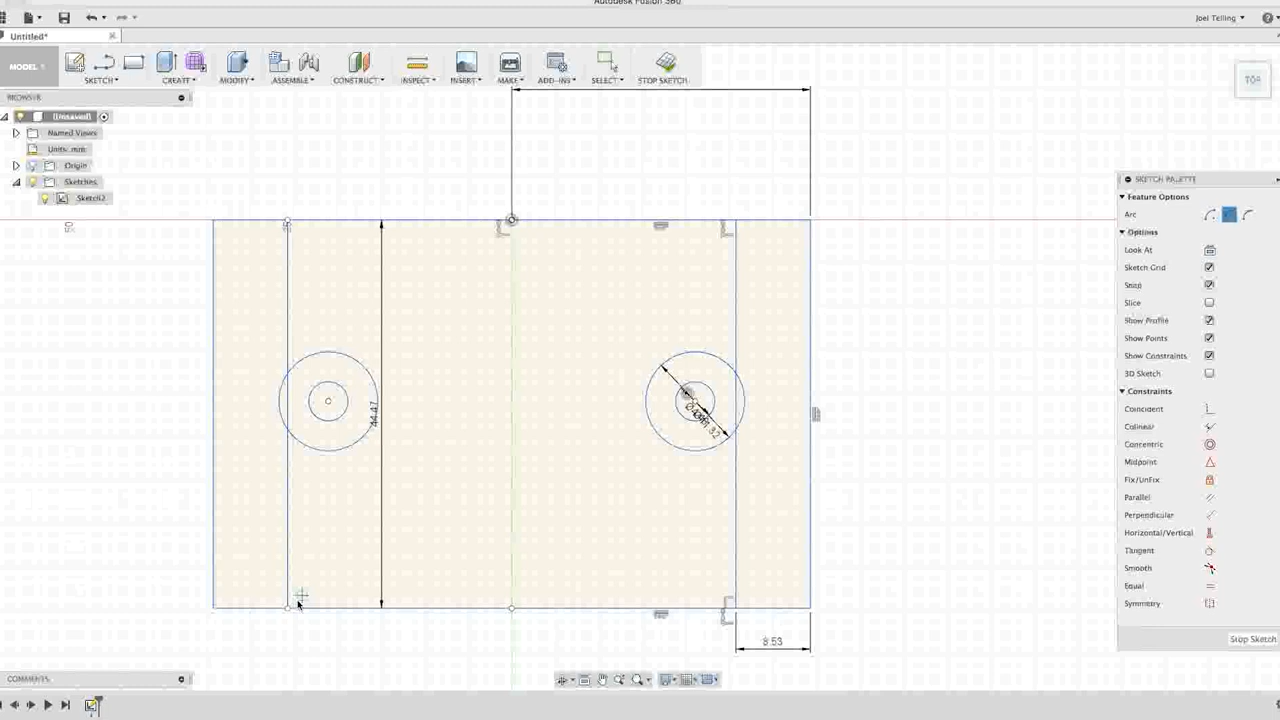 Autodesk Fusion 360
Joel Telling
Untitled*
MODEL
SKETCH
CREATE
MODIFY
ASSEMBLE
CONSTRUCT
INSPECT
INSERT
MAKE
ADD-INS
SELECT
STOP SKETCH
BROWSER
TOP
(Unsaved)
Named Views
Units: mm
Origin
Sketches
Sketch2
SKETCH PALETTE
Feature Options
Arc
Options
Look At
Sketch Grid
Snap
Slice
Show Profile
Show Points
Show Constraints
3D Sketch
Constraints
Coincident
Colinear
Concentric
Midpoint
Fix/UnFix
Parallel
Perpendicular
Horizontal/Vertical
Tangent
Smooth
Equal
Symmetry
Stop Sketch
44.47
8.53
COMMENTS